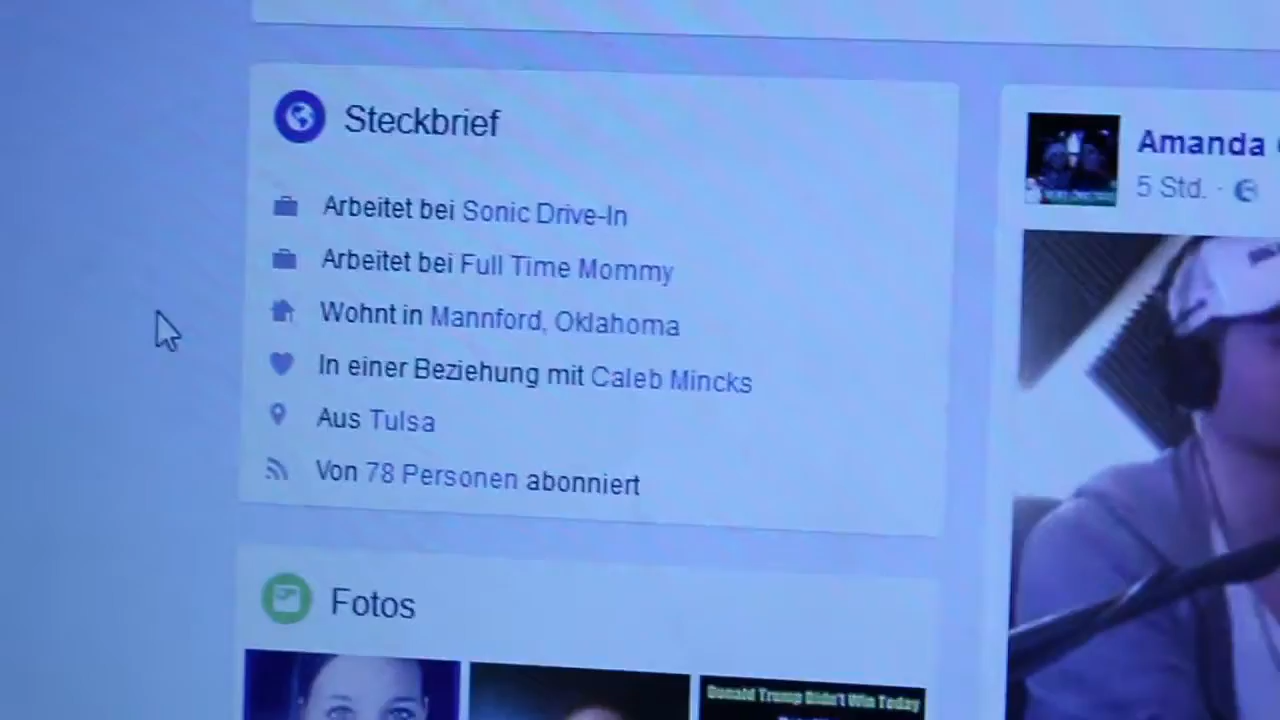 Steckbrief
Arbeitet bei Sonic Drive-In
Arbeitet bei Full Time Mommy
Wohnt in Mannford, Oklahoma
In einer Beziehung mit Caleb Mincks
Aus Tulsa
Von 78 Personen abonniert
Fotos
Donald Trump Didn't Win Today
Amanda
5 Std. ·